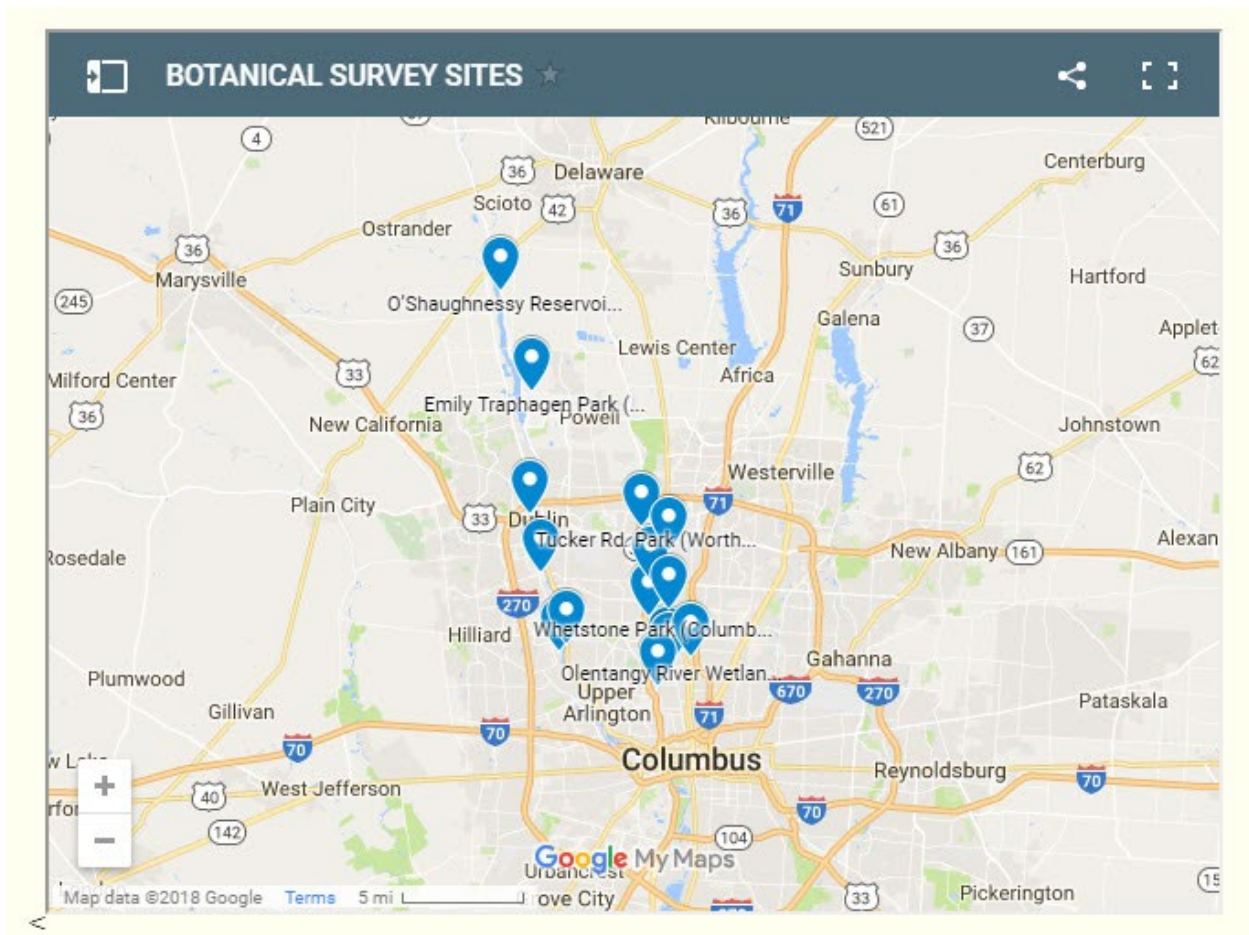 BOTANICAL SURVEY SITES
Kilbourne
521
4
Centerburg
36
Delaware
Scioto
42
36
71
61
Ostrander
36
36
Marysville
Sunbury
Hartford
245
O'Shaughnessy Reservoi...
Galena
37
Applet
Lewis Center
62
33
Africa
Milford Center
36
Emily Traphagen Park (...
Powell
New California
Johnstown
Westerville
62
71
Plain City
33
Dublin
Tucker Rd. Park (Worth...
Alexan
Rosedale
New Albany
161
270
Hilliard
Whetstone Park (Columb...
Gahanna
Olentangy River Wetlan...
Plumwood
Upper
Arlington
670
270
Pataskala
Gillivan
71
70
70
Columbus
Reynoldsburg
70
+
West Jefferson
40
70
−
142
104
Google My Maps
Urbancrest
Map data ©2018 Google
Terms
5 mi
ove City
33
Pickerington
15
<